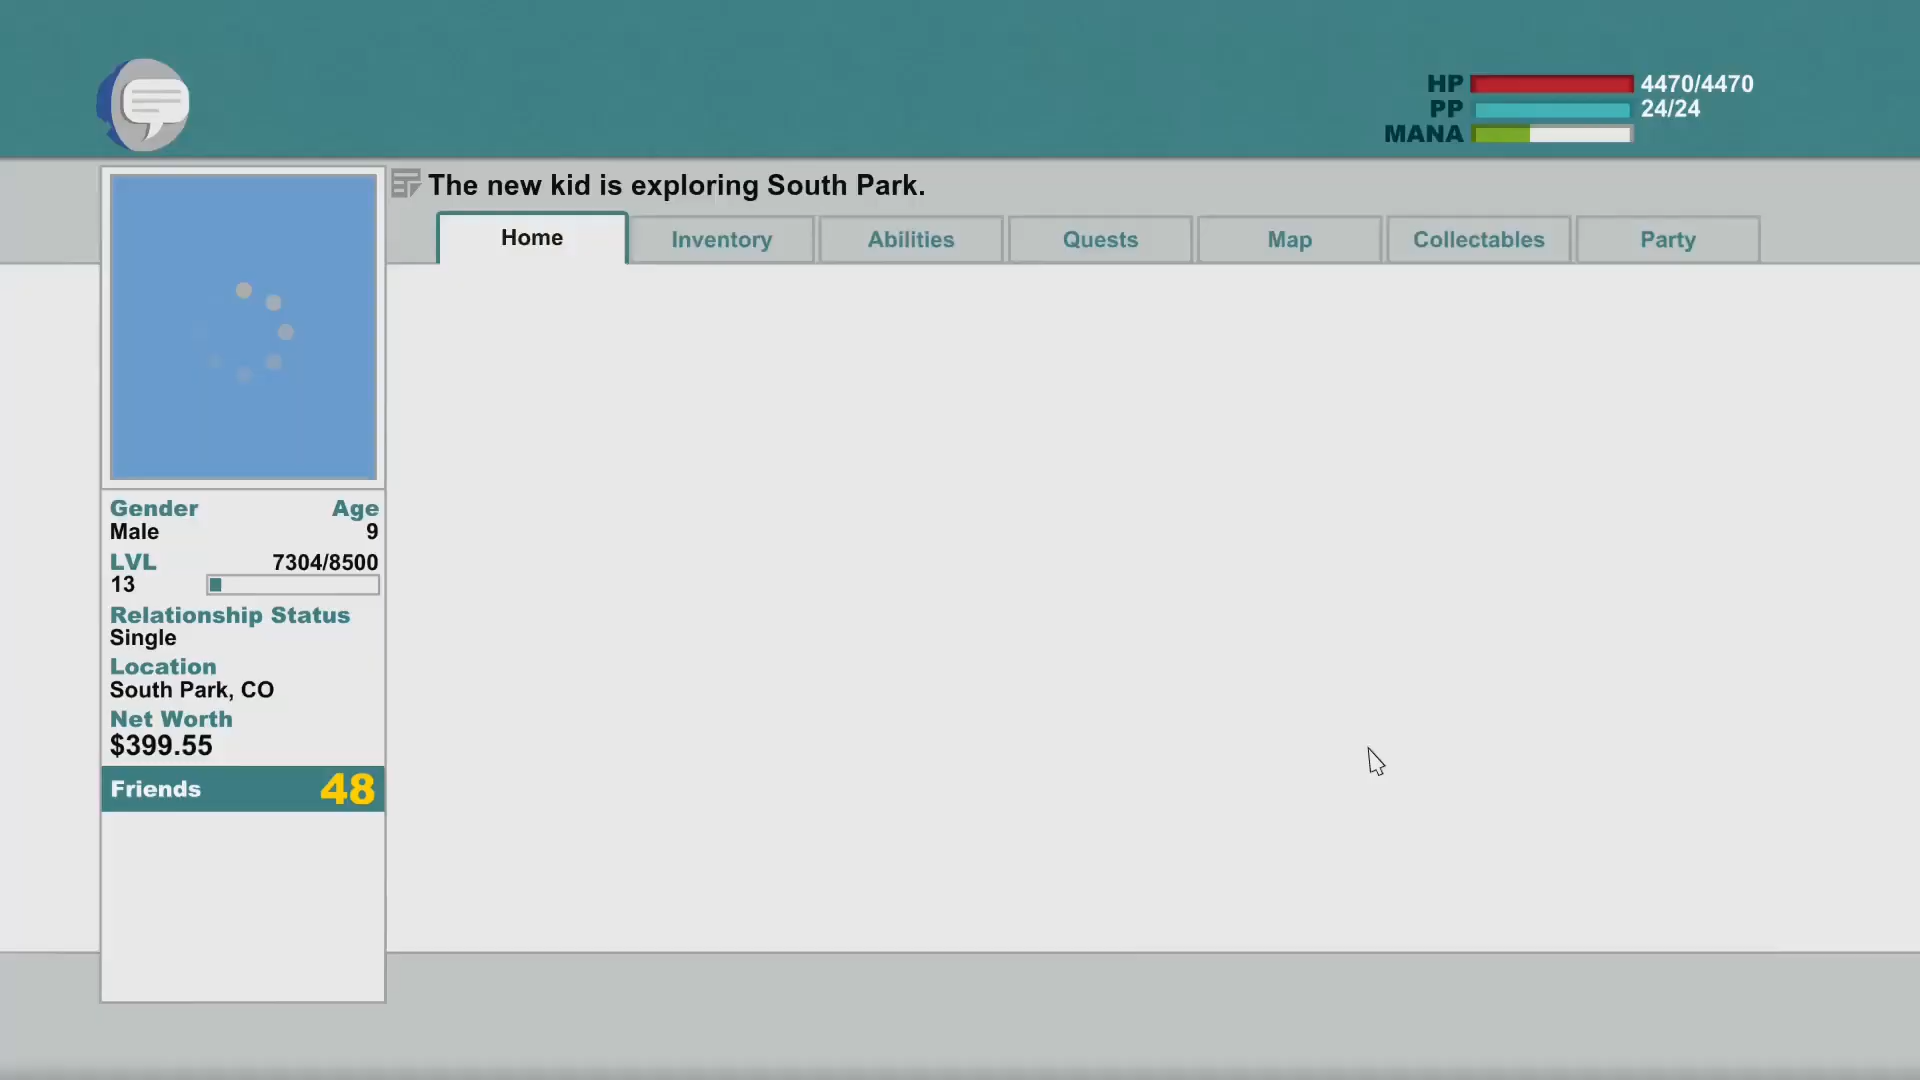 HP 4470/4470
PP 24/24
MANA
The new kid is exploring South Park.
Home Inventory Abilities Quests Map Collectables Party
Gender Age
Male 9
LVL 7304/8500
13
Relationship Status
Single
Location
South Park, CO
Net Worth
$399.55
Friends 48